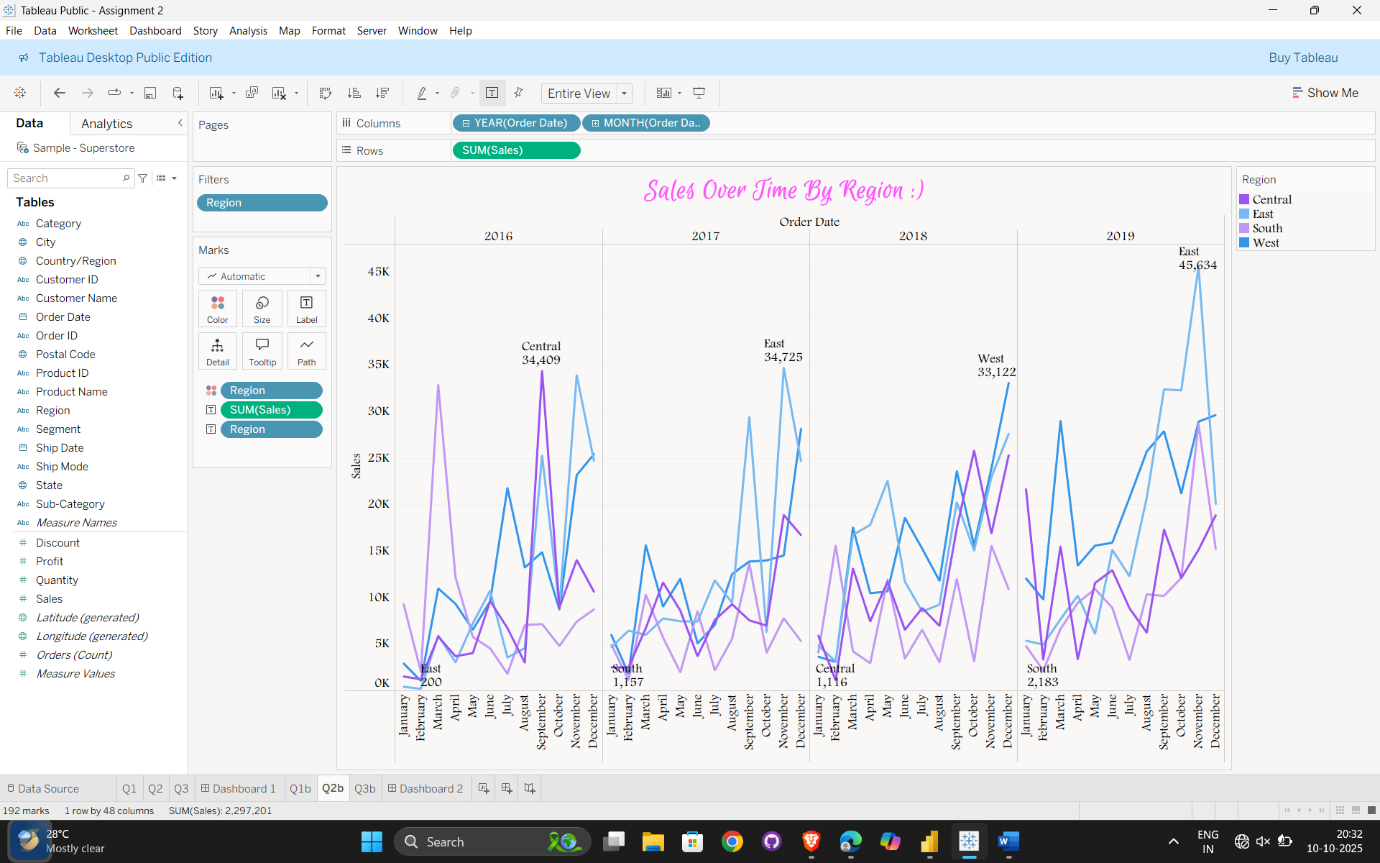 Tableau Public - Assignment 2
File Data Worksheet Dashboard Story Analysis Map Format Server Window Help
Tableau Desktop Public Edition
Buy Tableau
Entire View
Show Me
Data
Analytics
Sample - Superstore
Search
Tables
Abc Category
City
Country/Region
Abc Customer ID
Abc Customer Name
Order Date
Abc Order ID
Postal Code
Abc Product ID
Abc Product Name
Abc Region
Abc Segment
Ship Date
Abc Ship Mode
State
Abc Sub-Category
Abc Measure Names
# Discount
# Profit
# Quantity
# Sales
Latitude (generated)
Longitude (generated)
# Orders (Count)
# Measure Values
Pages
Filters
Region
Marks
Automatic
Color
Size
T
Label
Detail
Tooltip
Path
Region
T SUM(Sales)
T Region
Columns
YEAR(Order Date)
MONTH(Order Da..
Rows
SUM(Sales)
Sales Over Time By Region :)
Order Date
2016 2017 2018 2019
Sales
45K
40K
35K
30K
25K
20K
15K
10K
5K
0K
Central
34,409
East
200
East
34,725
South
1,157
West
33,122
Central
1,116
East
45,634
South
2,183
January February March April May June July August September October November December
January February March April May June July August September October November December
January February March April May June July August September October November December
January February March April May June July August September October November December
Region
Central
East
South
West
Data Source Q1 Q2 Q3 Dashboard 1 Q1b Q2b Q3b Dashboard 2
192 marks 1 row by 48 columns SUM(Sales): 2,297,201
28°C
Mostly clear
Search
ENG
IN
20:32
10-10-2025